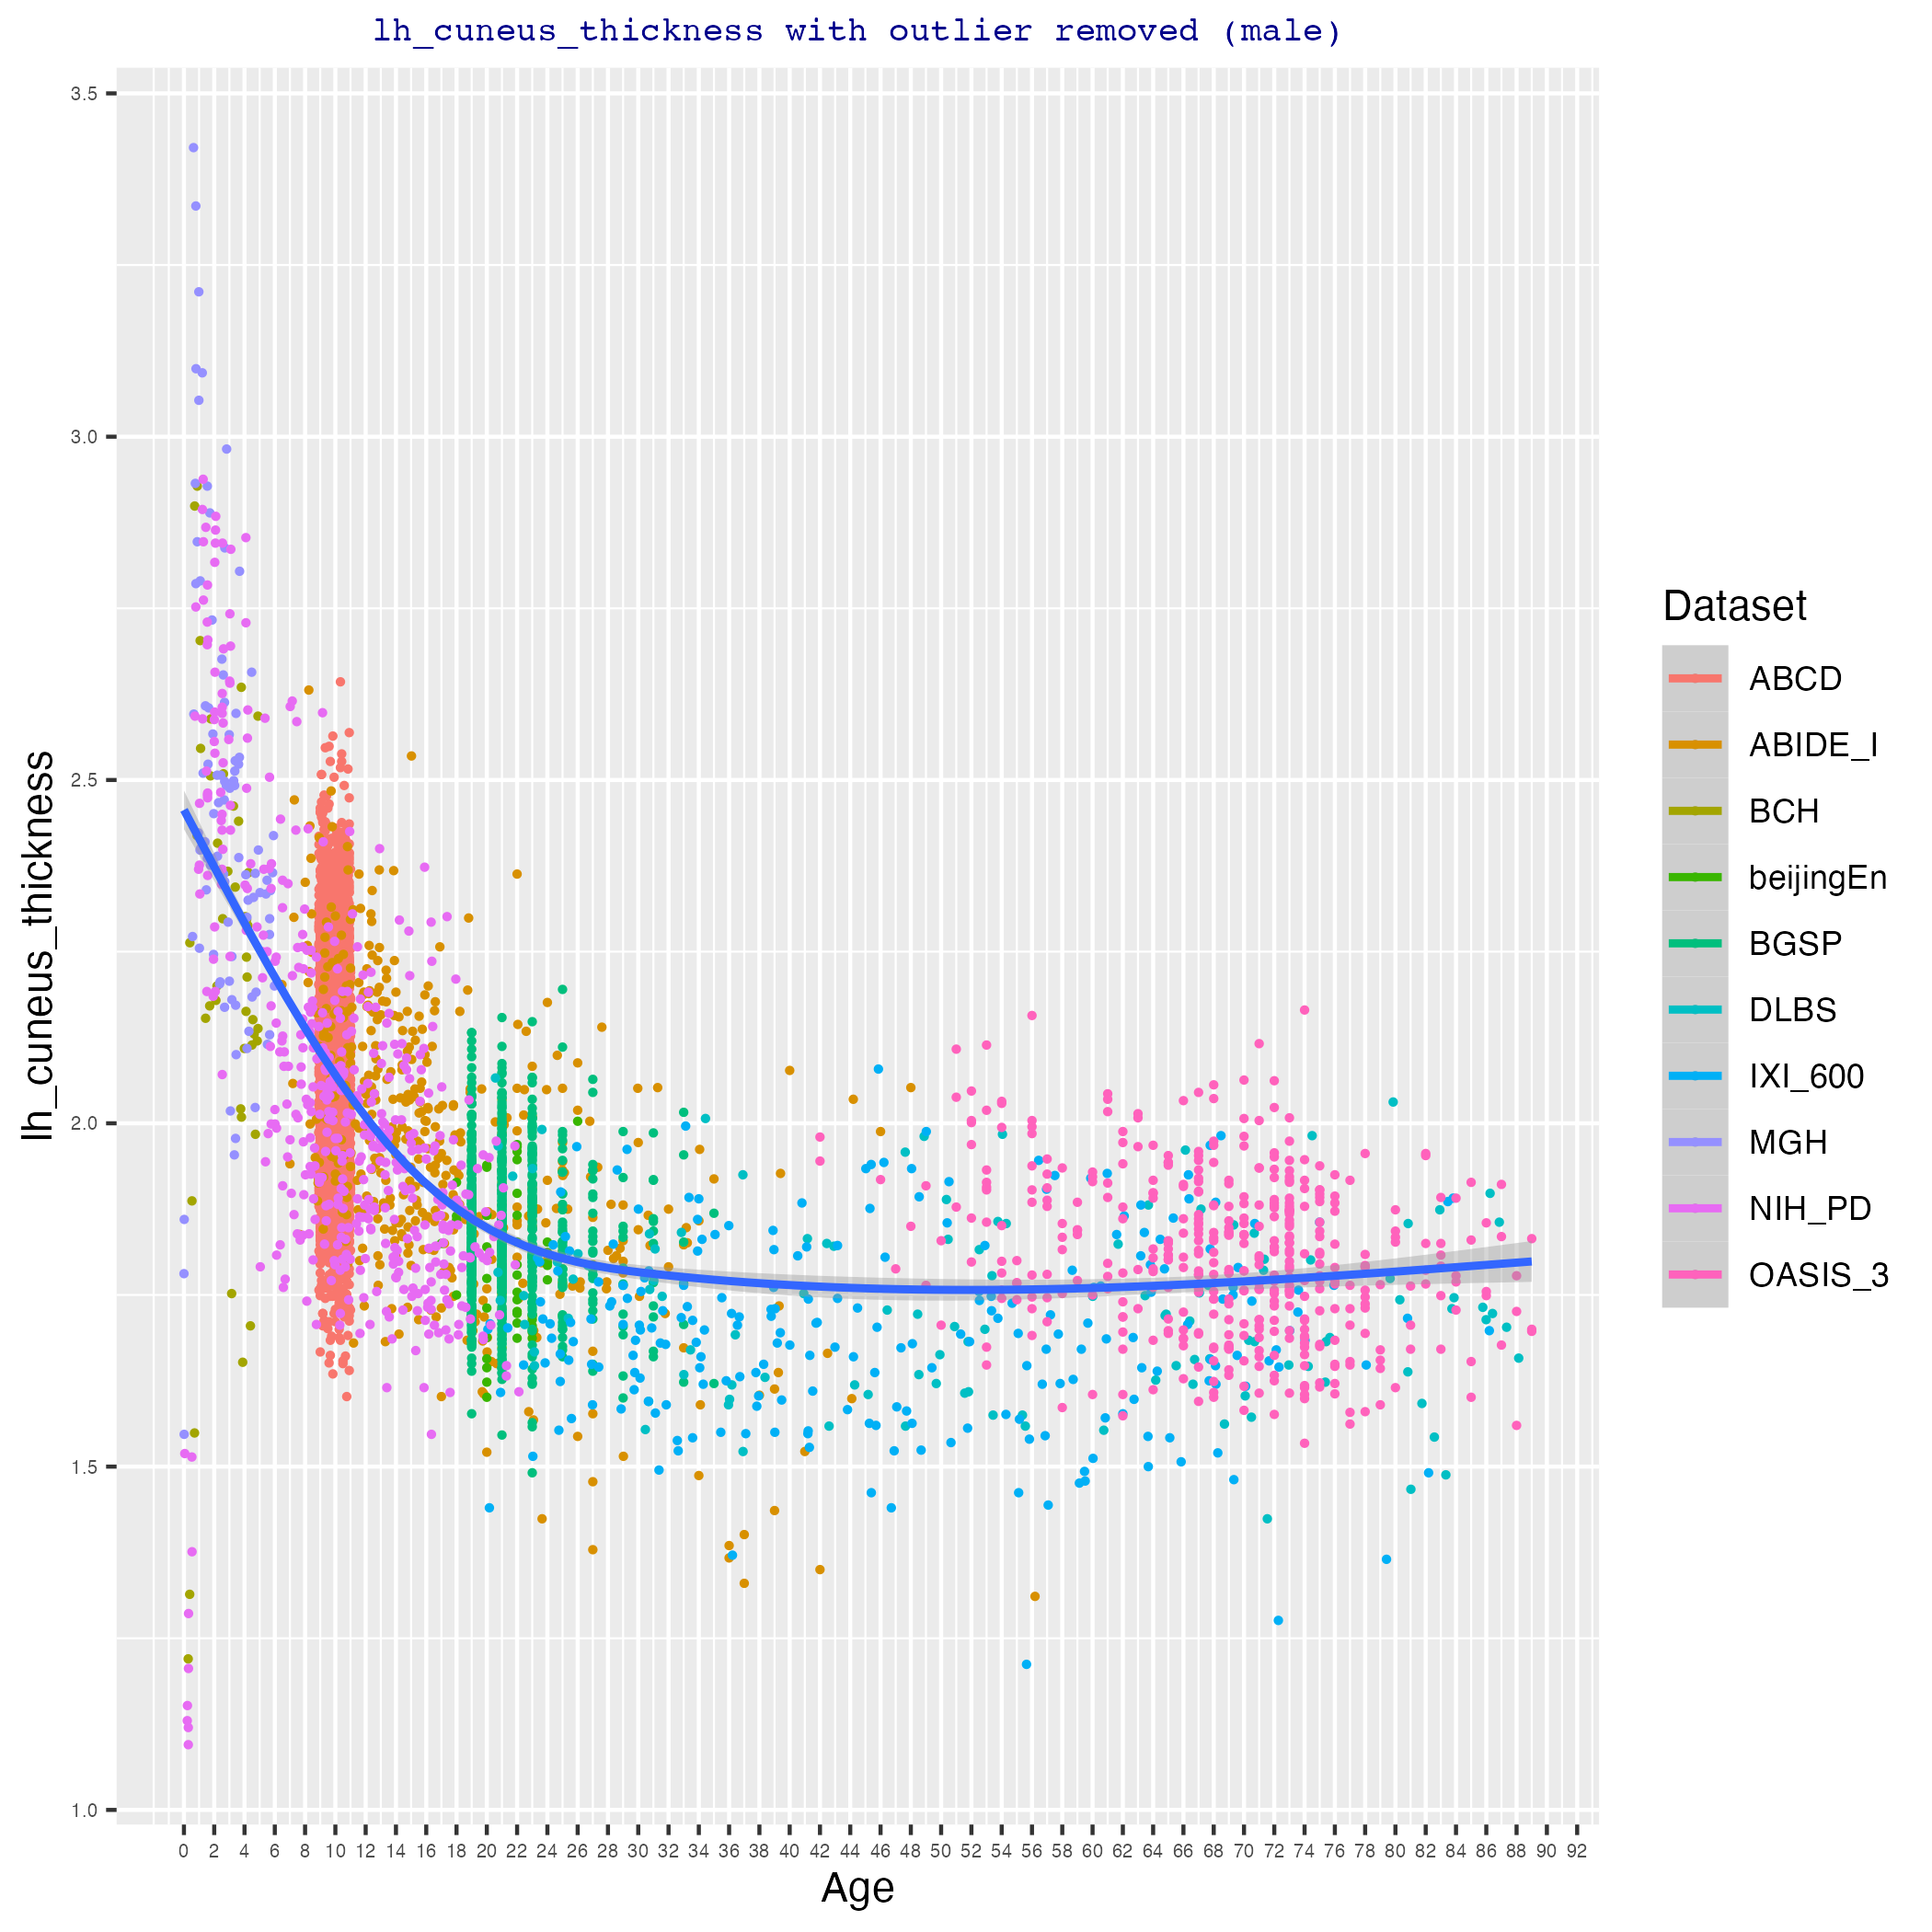 lh_cuneus_thickness with outlier removed (male)
lh_cuneus_thickness
3.5
3.0
2.5
2.0
1.5
1.0
0 2 4 6 8 10 12 14 16 18 20 22 24 26 28 30 32 34 36 38 40 42 44 46 48 50 52 54 56 58 60 62 64 66 68 70 72 74 76 78 80 82 84 86 88 90 92
Age
Dataset
ABCD
ABIDE_I
BCH
beijingEn
BGSP
DLBS
IXI_600
MGH
NIH_PD
OASIS_3